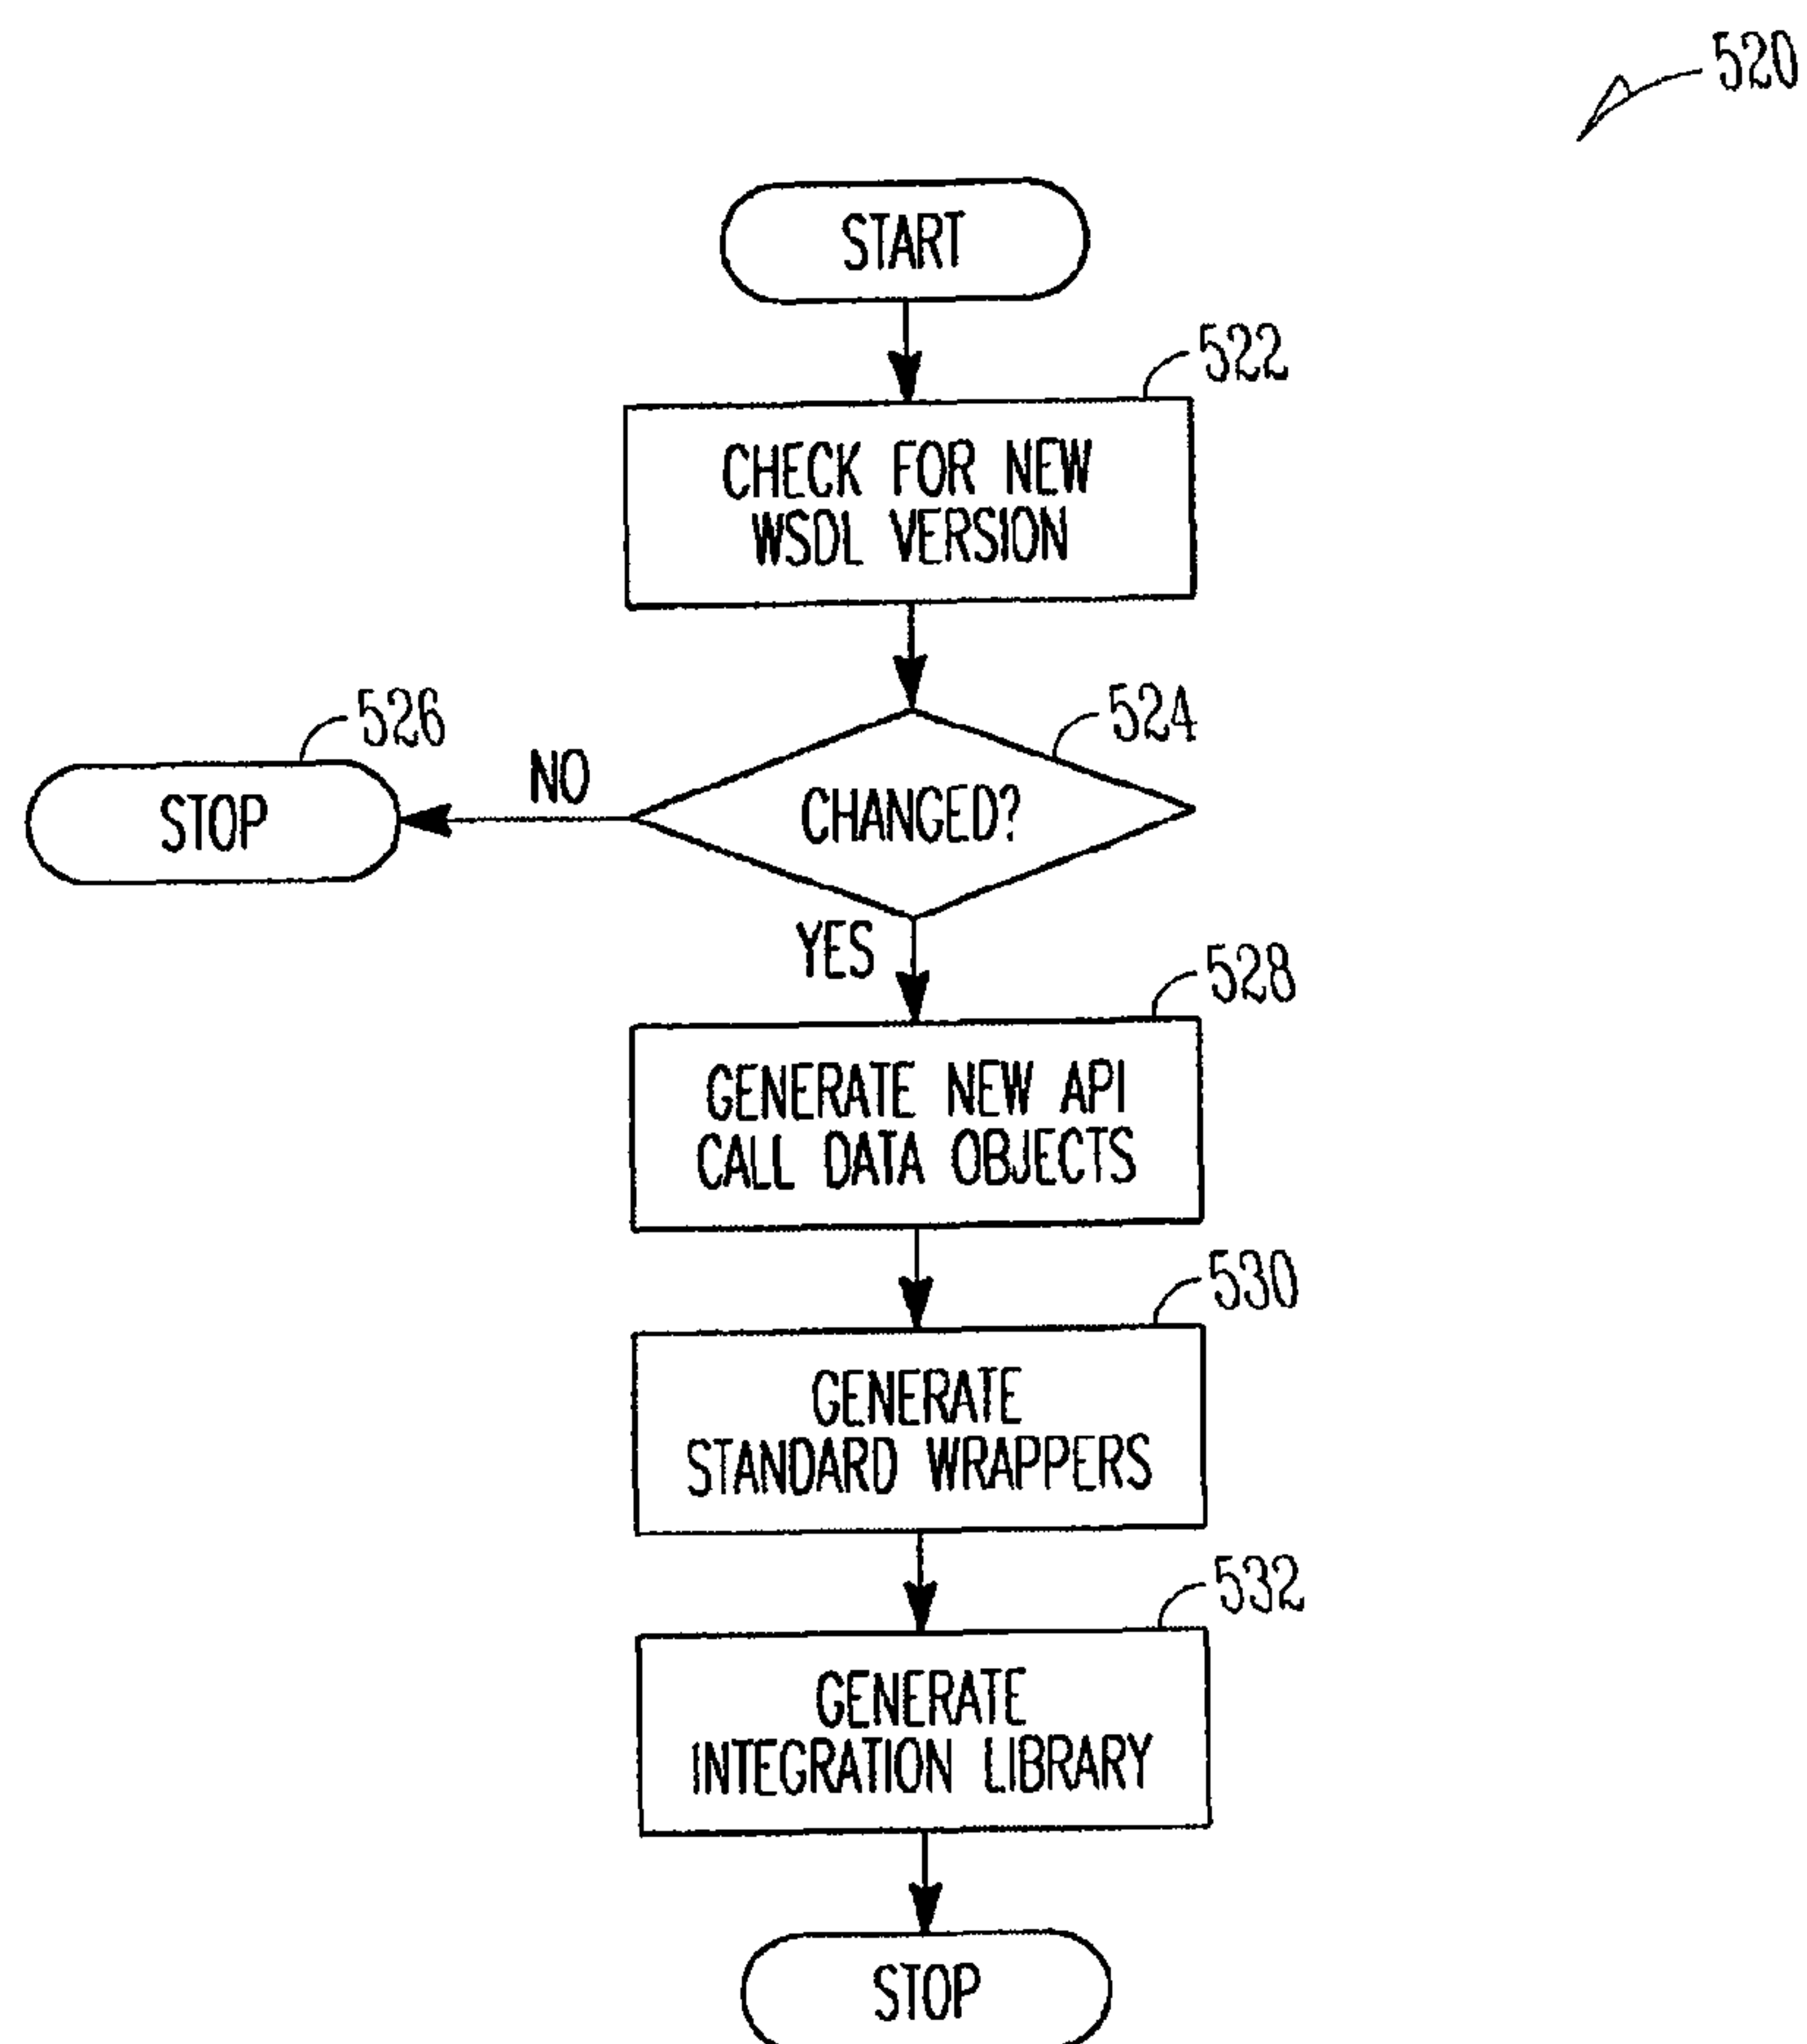 520
START
522
CHECK FOR NEW
WSDL VERSION
524
CHANGED?
526
NO
STOP
YES
528
GENERATE NEW API
CALL DATA OBJECTS
530
GENERATE
STANDARD WRAPPERS
532
GENERATE
INTEGRATION LIBRARY
STOP